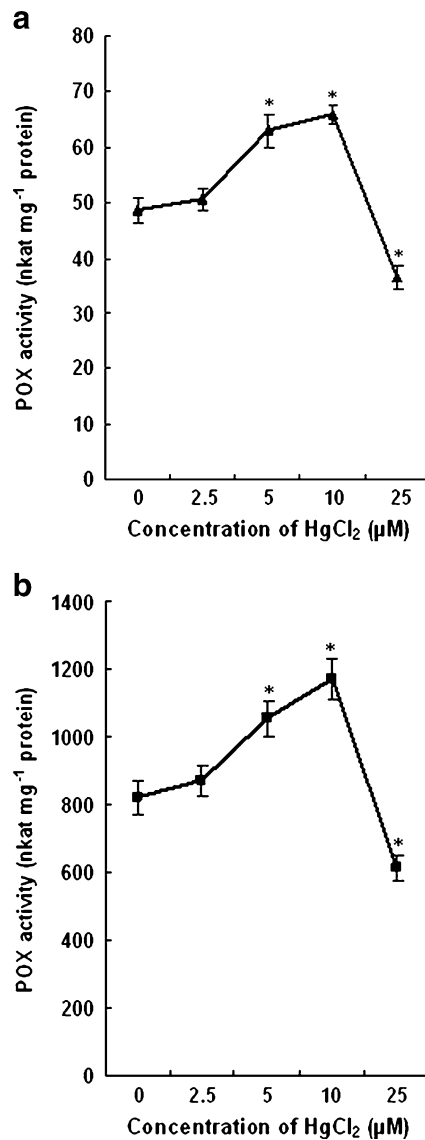 a
POX activity (nkat mg⁻¹ protein)
80
70
60
50
40
30
20
10
0
* * *
0 2.5 5 10 25
Concentration of HgCl₂ (µM)
b
POX activity (nkat mg⁻¹ protein)
1400
1200
1000
800
600
400
200
0
* * *
0 2.5 5 10 25
Concentration of HgCl₂ (µM)